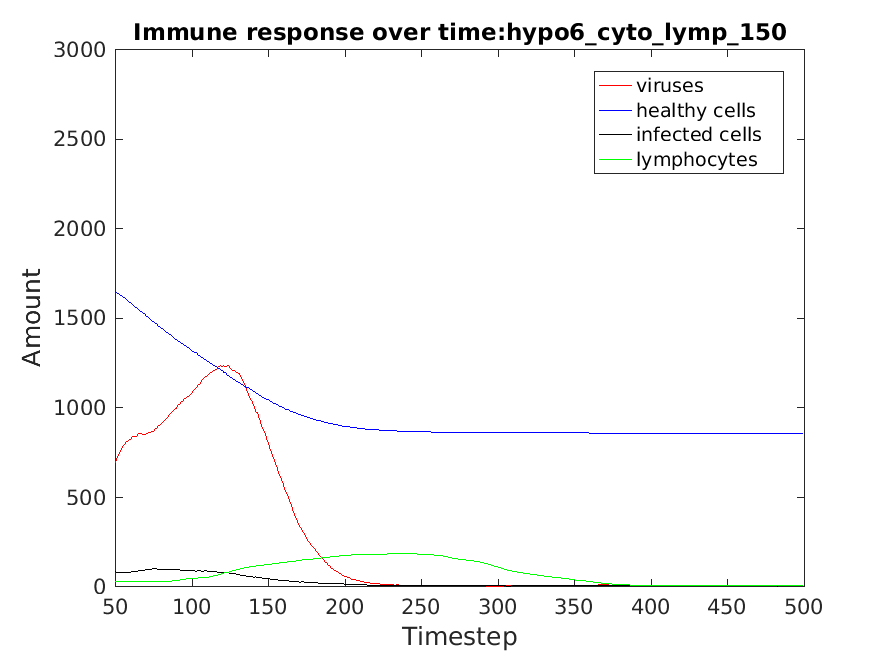 Immune response over time:hypo6_cyto_lymp_150
3000
2500
2000
1500
1000
500
0
Amount
viruses
healthy cells
infected cells
lymphocytes
50 100 150 200 250 300 350 400 450 500
Timestep